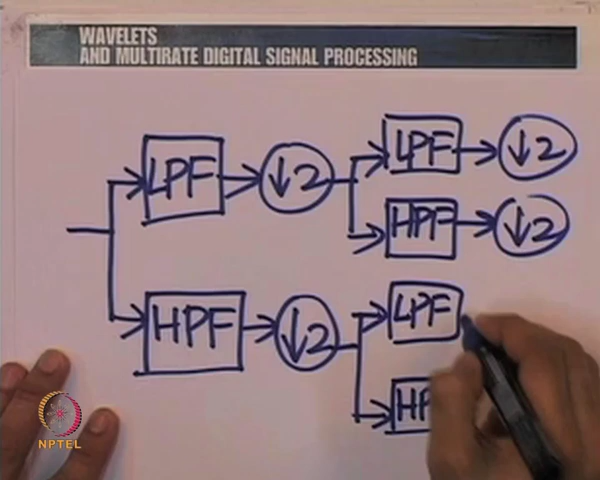 WAVELETS
AND MULTIRATE DIGITAL SIGNAL PROCESSING
LPF ↓2 LPF ↓2
HPF ↓2
HPF ↓2 LPF
NPTEL